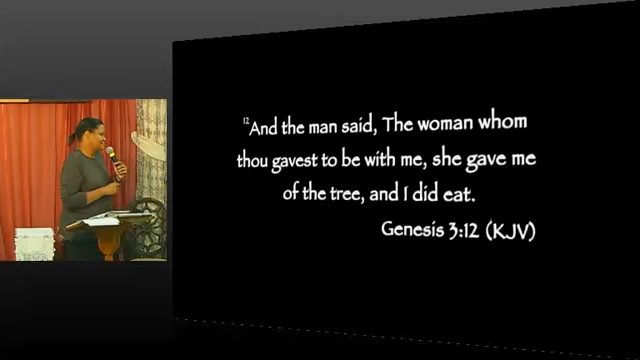 12And the man said, The woman whom
thou gavest to be with me, she gave me
of the tree, and I did eat.
Genesis 3:12 (KJV)